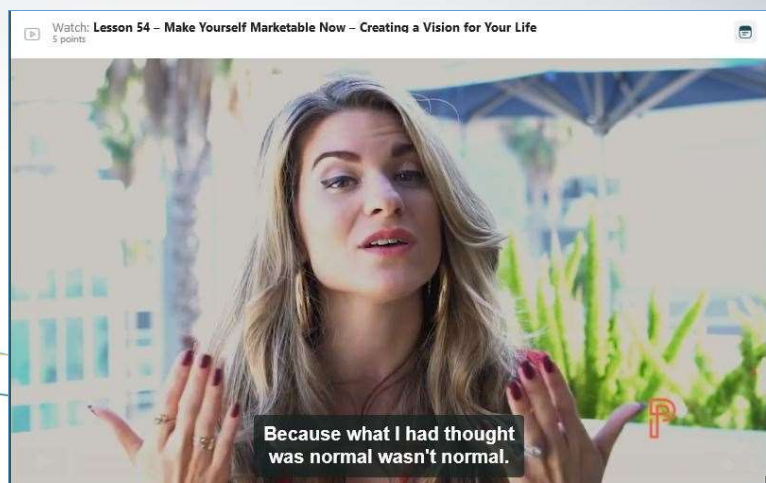 Watch: Lesson 54 – Make Yourself Marketable Now – Creating a Vision for Your Life
5 points
Because what I had thought
was normal wasn't normal.